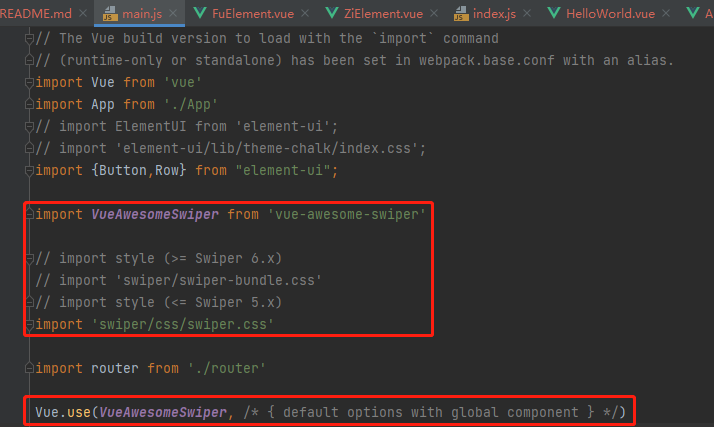 README.md main.js FuElement.vue ZiElement.vue index.js HelloWorld.vue A
// The Vue build version to load with the `import` command
// (runtime-only or standalone) has been set in webpack.base.conf with an alias.
import Vue from 'vue'
import App from './App'
// import ElementUI from 'element-ui';
// import 'element-ui/lib/theme-chalk/index.css';
import {Button,Row} from "element-ui";
import VueAwesomeSwiper from 'vue-awesome-swiper'
// import style (>= Swiper 6.x)
// import 'swiper/swiper-bundle.css'
// import style (<= Swiper 5.x)
import 'swiper/css/swiper.css'
import router from './router'
Vue.use(VueAwesomeSwiper, /* { default options with global component } */)